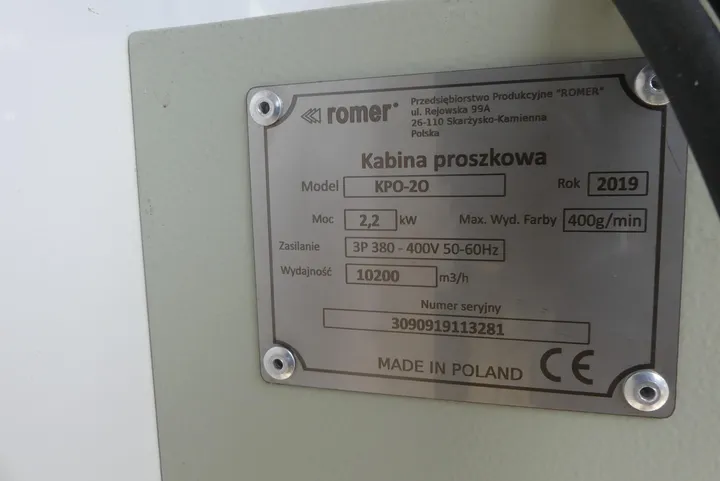 romer®
Przedsiębiorstwo Produkcyjne "ROMER"
ul. Rejowska 99A
26-110 Skarżysko-Kamienna
Polska
Kabina proszkowa
Model KPO-2O Rok 2019
Moc 2,2 kW Max. Wyd. Farby 400g/min
Zasilanie 3P 380 - 400V 50-60Hz
Wydajność 10200 m3/h
Numer seryjny
3090919113281
MADE IN POLAND CE